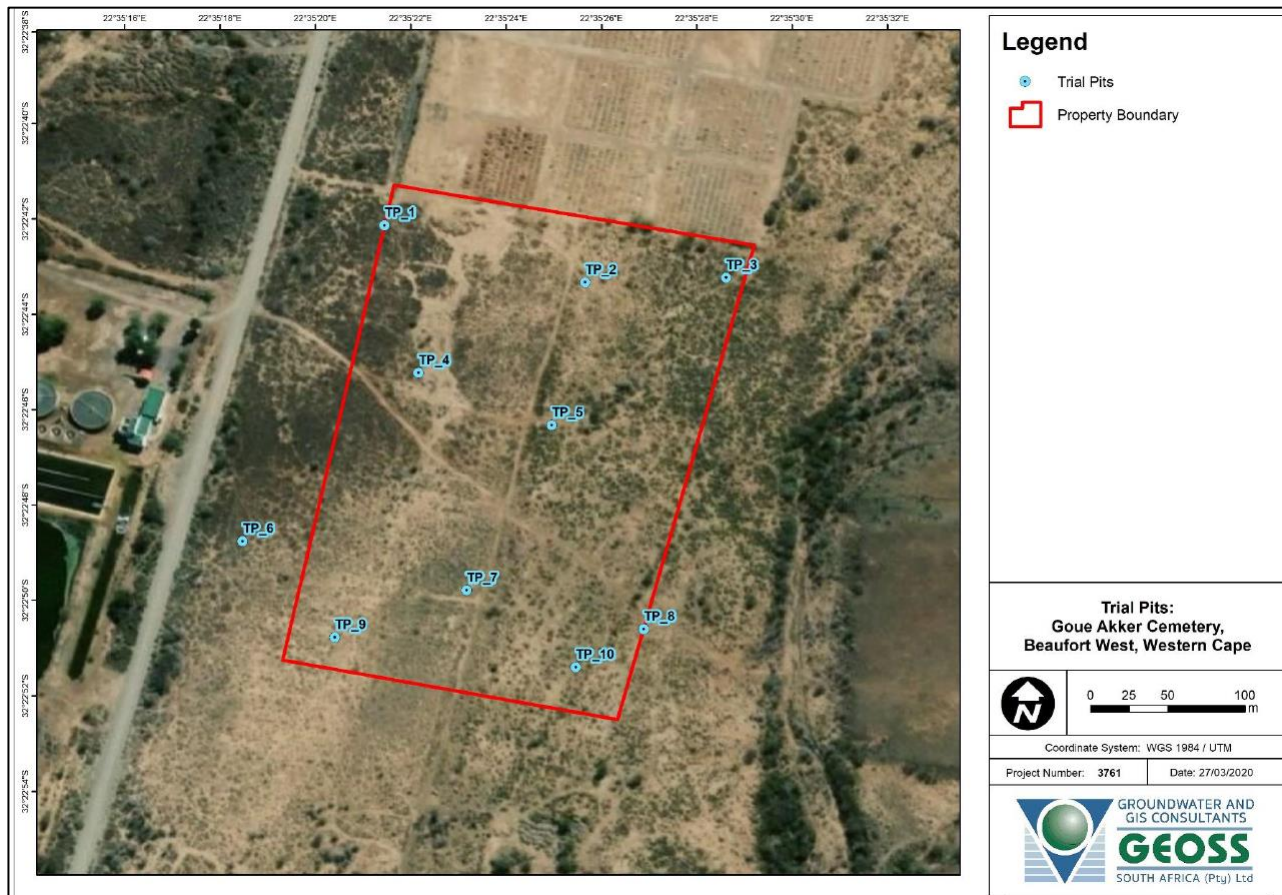 22°35'16"E 22°35'18"E 22°35'20"E 22°35'22"E 22°35'24"E 22°35'26"E 22°35'28"E 22°35'30"E 22°35'32"E
32°22'38"S
32°22'40"S
32°22'42"S
32°22'44"S
32°22'46"S
32°22'48"S
32°22'50"S
32°22'52"S
32°22'54"S
TP_1
TP_2
TP_3
TP_4
TP_5
TP_6
TP_7
TP_8
TP_9
TP_10
Legend
Trial Pits
Property Boundary
Trial Pits:
Goue Akker Cemetery,
Beaufort West, Western Cape
N
0 25 50 100
m
Coordinate System: WGS 1984 / UTM
Project Number: 3761 Date: 27/03/2020
GROUNDWATER AND
GIS CONSULTANTS
GEOSS
SOUTH AFRICA (Pty) Ltd